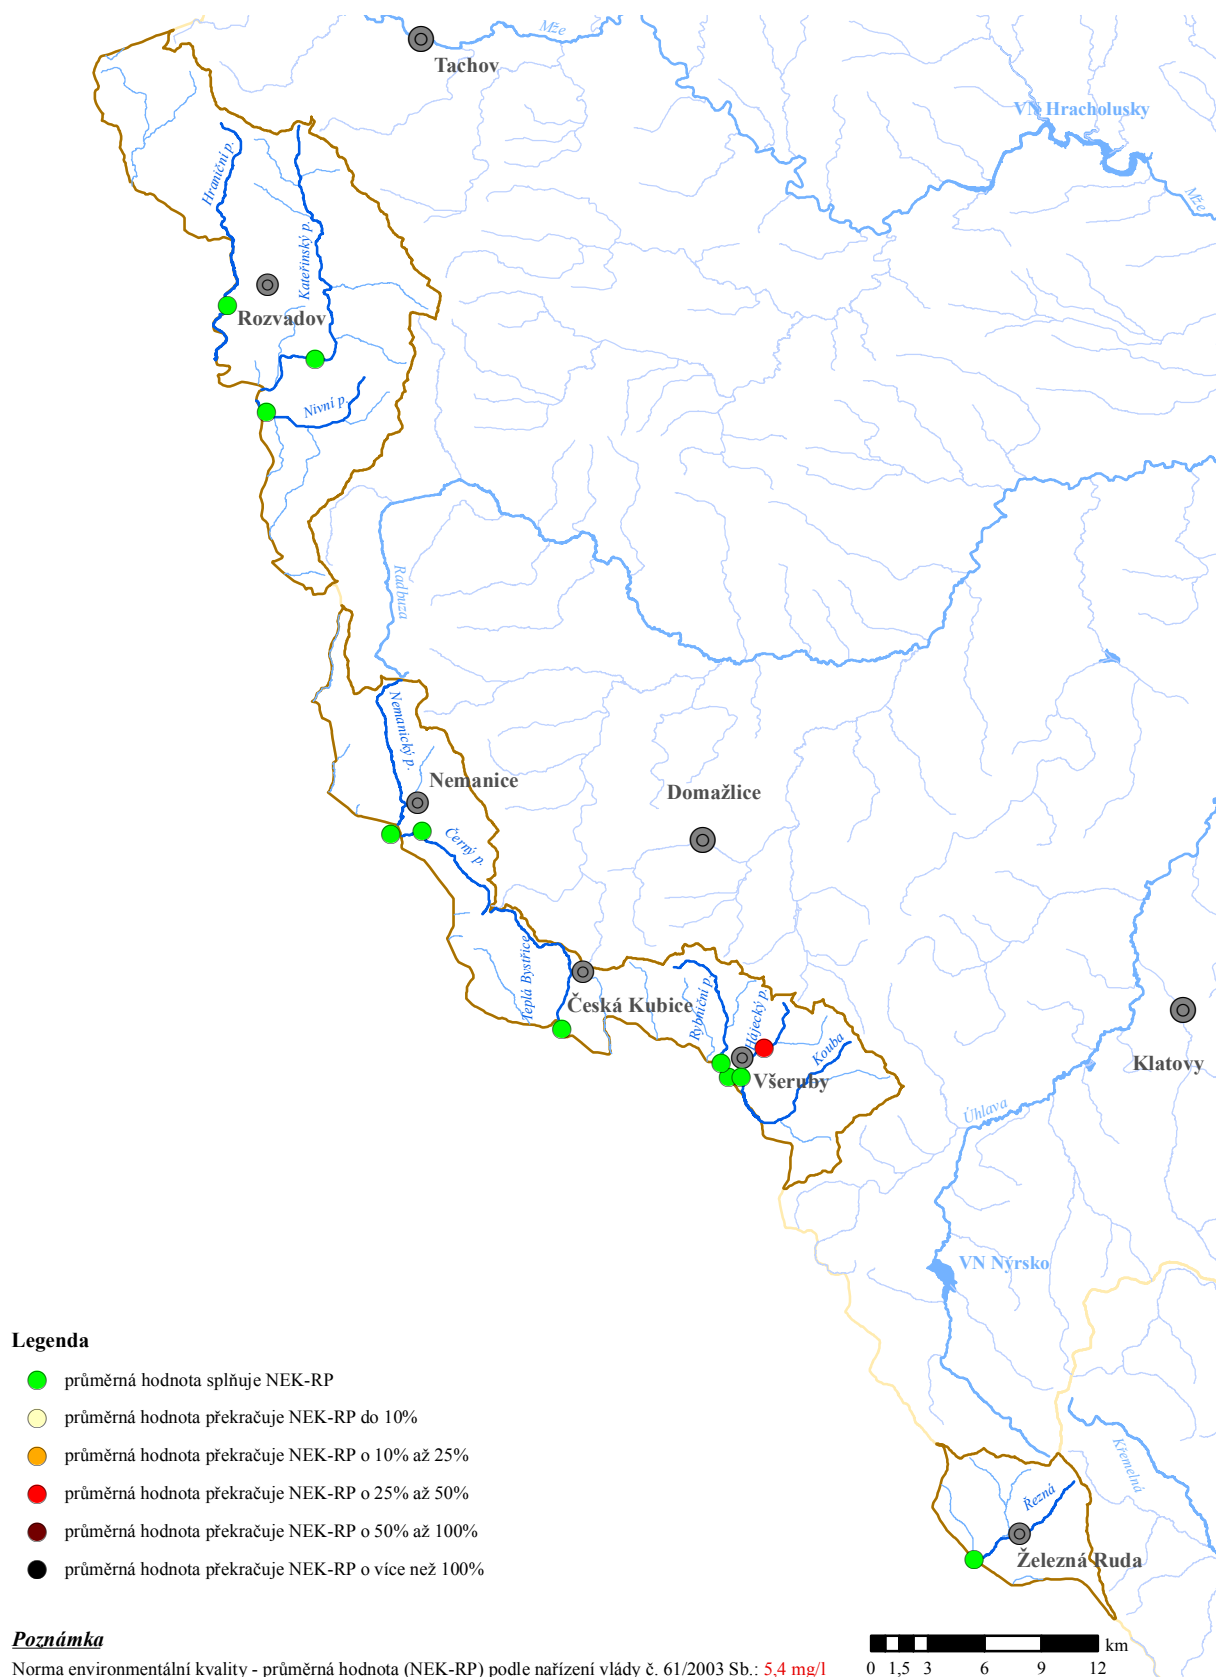 Mže
Tachov
VN Hracholusky
Mže
Hraniční p.
Kateřinský p.
Rozvadov
Nivní p.
Radbuza
Nemanický p.
Nemanice
Domažlice
Černý p.
Teplá Bystřice
Česká Kubice
Rybniční p.
Hájecký p.
Kouba
Všeruby
Klatovy
Úhlava
VN Nýrsko
Křemelná
Řezná
Železná Ruda
Legenda
průměrná hodnota splňuje NEK-RP
průměrná hodnota překračuje NEK-RP do 10%
průměrná hodnota překračuje NEK-RP o 10% až 25%
průměrná hodnota překračuje NEK-RP o 25% až 50%
průměrná hodnota překračuje NEK-RP o 50% až 100%
průměrná hodnota překračuje NEK-RP o více než 100%
Poznámka
Norma environmentální kvality - průměrná hodnota (NEK-RP) podle nařízení vlády č. 61/2003 Sb.: 5,4 mg/l
km
0 1,5 3 6 9 12